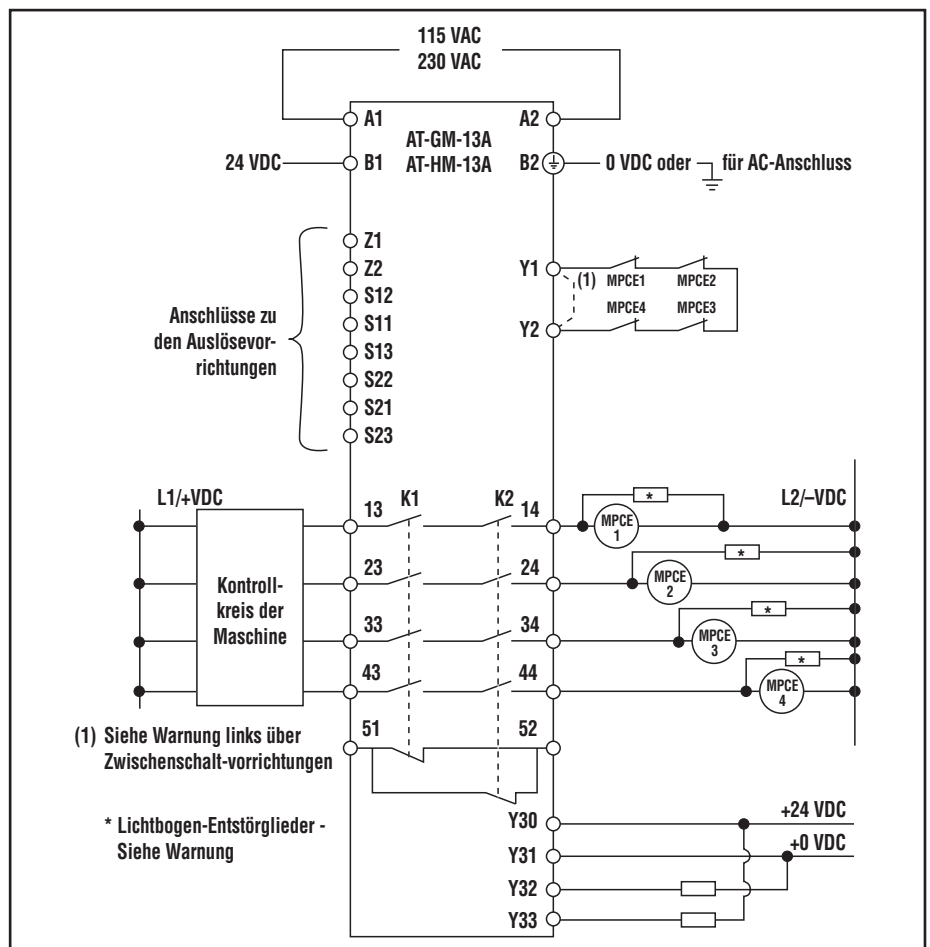 115 VAC
230 VAC
A1
A2
AT-GM-13A
AT-HM-13A
24 VDC
B1
B2
0 VDC oder
für AC-Anschluss
Z1
Z2
S12
S11
S13
S22
S21
S23
Anschlüsse zu
den Auslösevor-
richtungen
Y1
(1)
MPCE1
MPCE2
MPCE4
MPCE3
Y2
L1/+VDC
L2/–VDC
Kontroll-
kreis der
Maschine
13
K1
K2
14
*
MPCE
1
23
24
*
MPCE
2
33
34
*
MPCE
3
43
44
*
MPCE
4
51
52
(1) Siehe Warnung links über
Zwischenschalt-vorrichtungen
* Lichtbogen-Entstörglieder -
Siehe Warnung
Y30
+24 VDC
Y31
+0 VDC
Y32
Y33